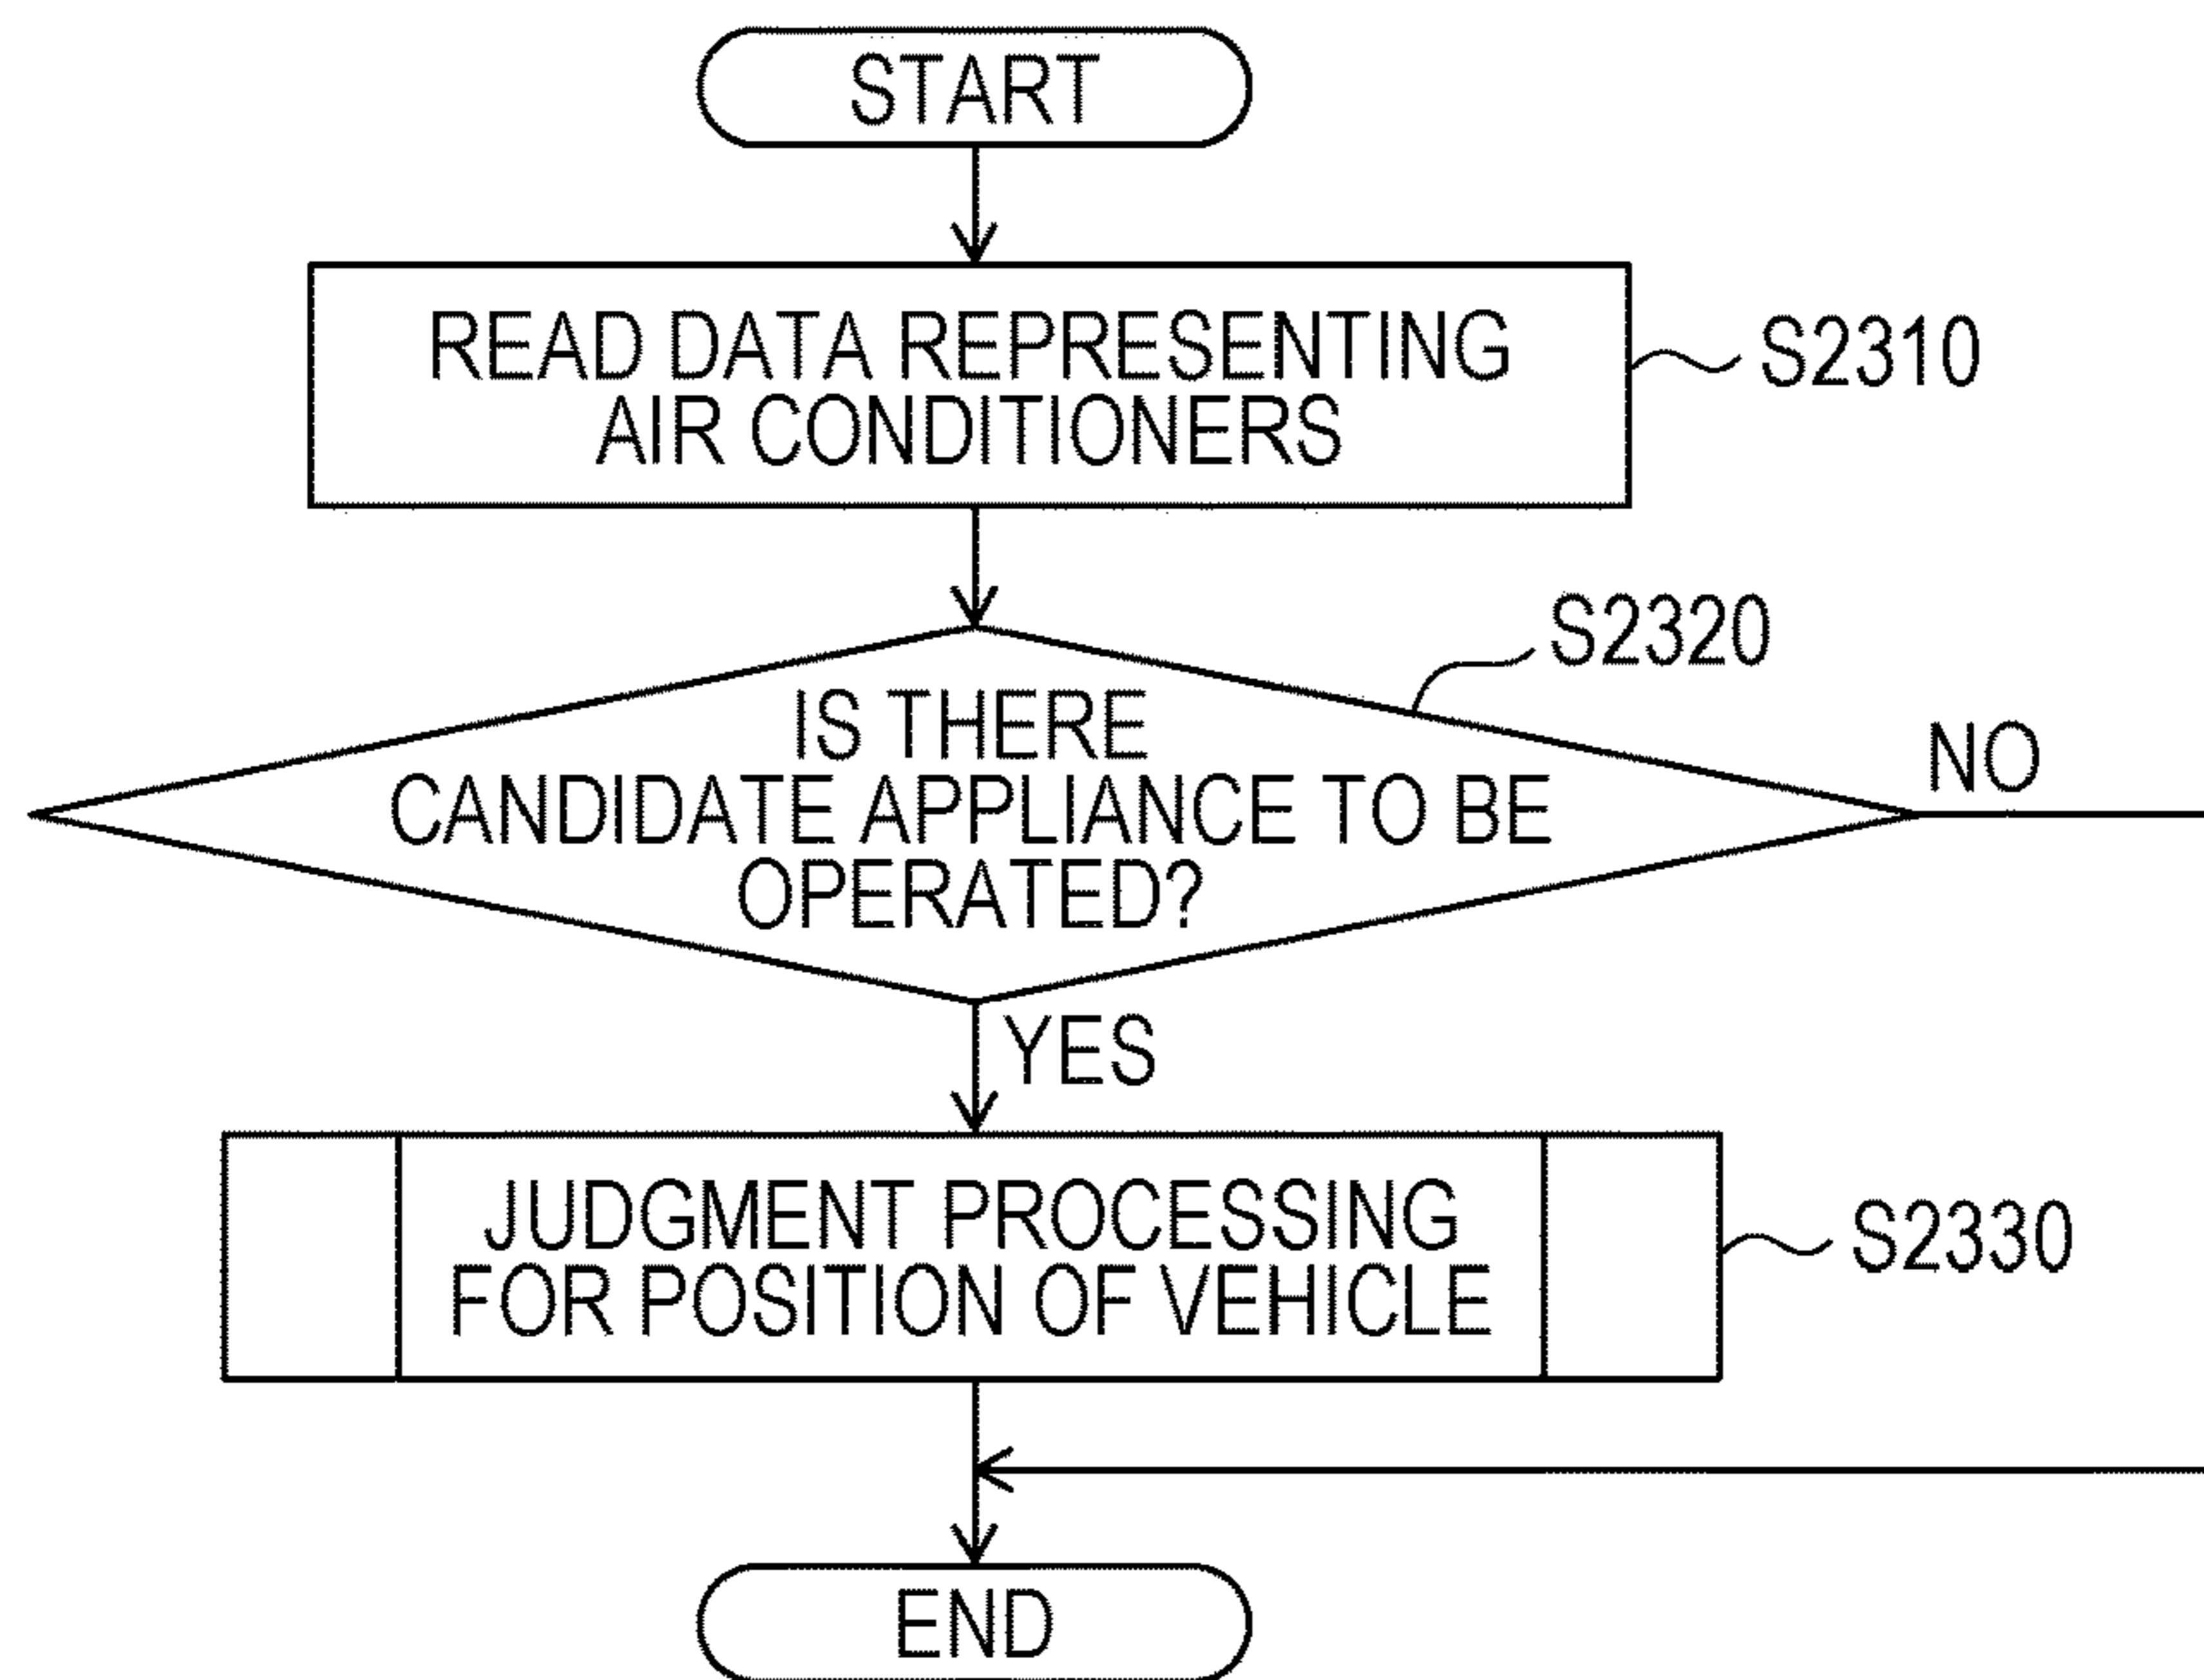 START
READ DATA REPRESENTING
AIR CONDITIONERS
S2310
S2320
IS THERE
CANDIDATE APPLIANCE TO BE
OPERATED?
NO
YES
JUDGMENT PROCESSING
FOR POSITION OF VEHICLE
S2330
END